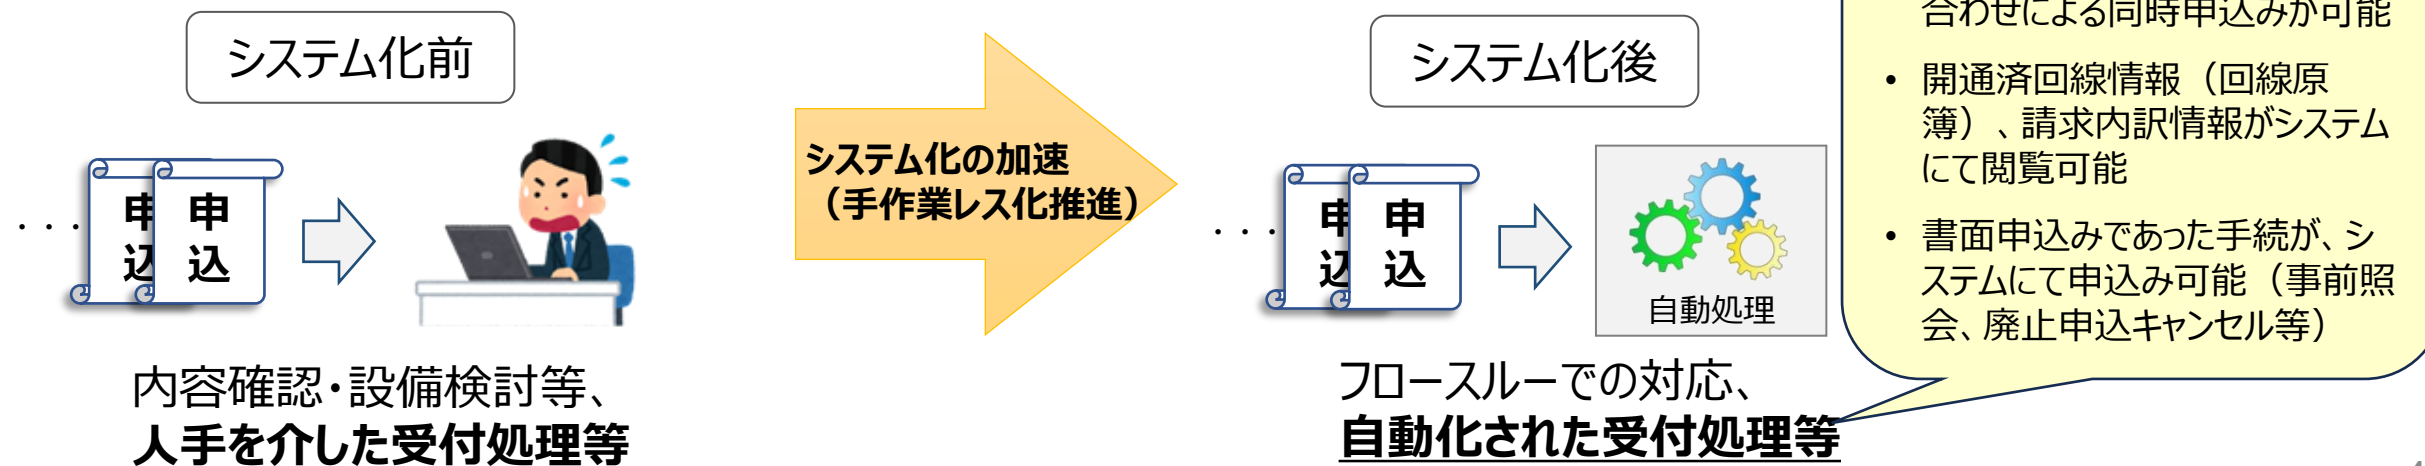 システム化前
・・・
申込
申込
内容確認・設備検討等、
人手を介した受付処理等
システム化の加速
（手作業レス化推進）
システム化後
・・・
申込
申込
自動処理
フロースルーでの対応、
自動化された受付処理等
合わせによる同時申込みが可能
• 開通済回線情報（回線原
簿）、請求内訳情報がシステム
にて閲覧可能
• 書面申込みであった手続が、シ
ステムにて申込み可能（事前照
会、廃止申込キャンセル等）